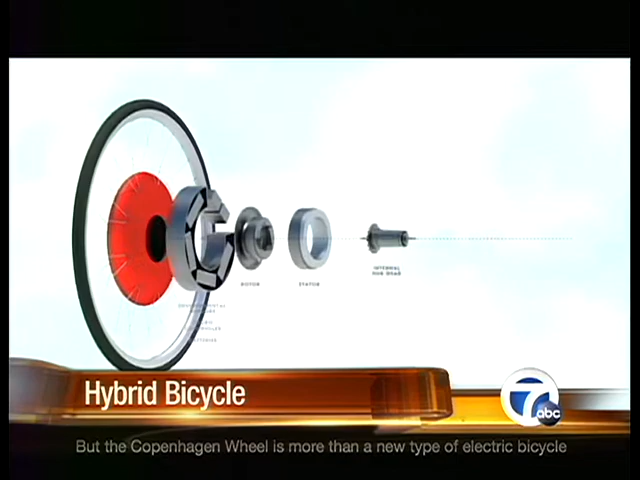 ROTOR
STATOR
INTERNAL
HUB GEAR
Hybrid Bicycle
7 abc
But the Copenhagen Wheel is more than a new type of electric bicycle